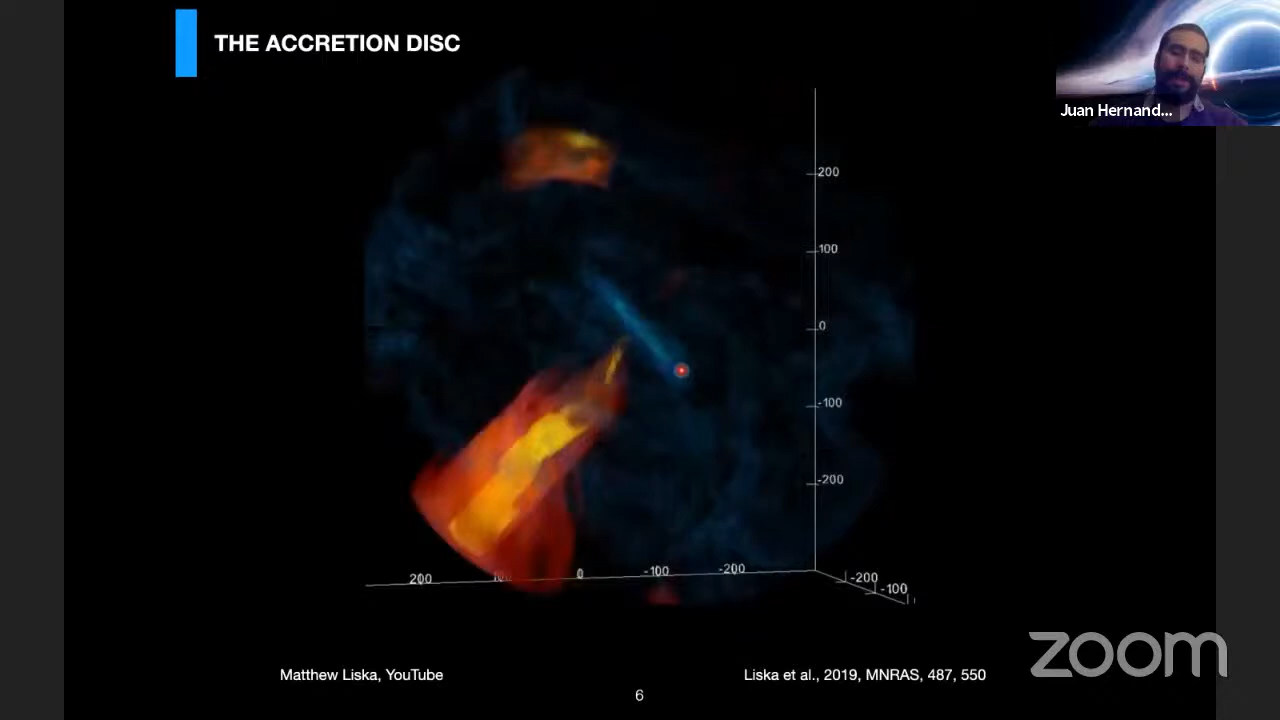 THE ACCRETION DISC
Juan Hernand...
200
100
0
-100
-200
200
0
-100
-200
-200
-100
Matthew Liska, YouTube
Liska et al., 2019, MNRAS, 487, 550
6
zoom